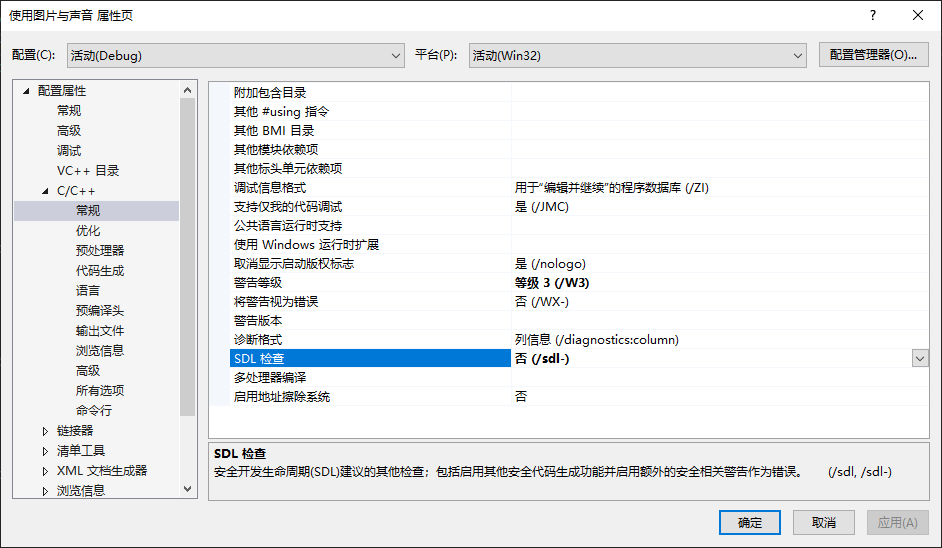 使用图片与声音 属性页
配置(C): 活动(Debug) 平台(P): 活动(Win32) 配置管理器(O)...
配置属性
常规
高级
调试
VC++ 目录
C/C++
常规
优化
预处理器
代码生成
语言
预编译头
输出文件
浏览信息
高级
所有选项
命令行
链接器
清单工具
XML 文档生成器
浏览信息
附加包含目录
其他 #using 指令
其他 BMI 目录
其他模块依赖项
其他标头单元依赖项
调试信息格式 用于“编辑并继续”的程序数据库 (/ZI)
支持仅我的代码调试 是 (/JMC)
公共语言运行时支持
使用 Windows 运行时扩展
取消显示启动版权标志 是 (/nologo)
警告等级 等级 3 (/W3)
将警告视为错误 否 (/WX-)
警告版本
诊断格式 列信息 (/diagnostics:column)
SDL 检查 否 (/sdl-)
多处理器编译
启用地址擦除系统 否
SDL 检查
安全开发生命周期(SDL)建议的其他检查；包括启用其他安全代码生成功能并启用额外的安全相关警告作为错误。 (/sdl, /sdl-)
确定 取消 应用(A)